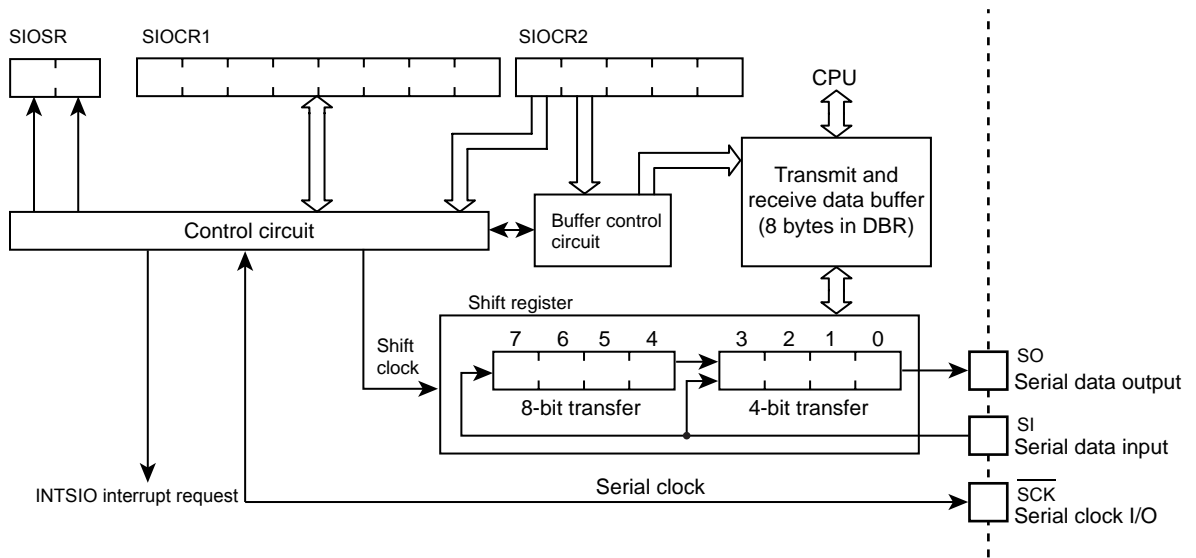 SIOSR
SIOCR1
SIOCR2
CPU
Transmit and
receive data buffer
(8 bytes in DBR)
Control circuit
Buffer control
circuit
Shift register
Shift
clock
7 6 5 4 3 2 1 0
8-bit transfer
4-bit transfer
SO
Serial data output
SI
Serial data input
INTSIO interrupt request
Serial clock
SCK
Serial clock I/O